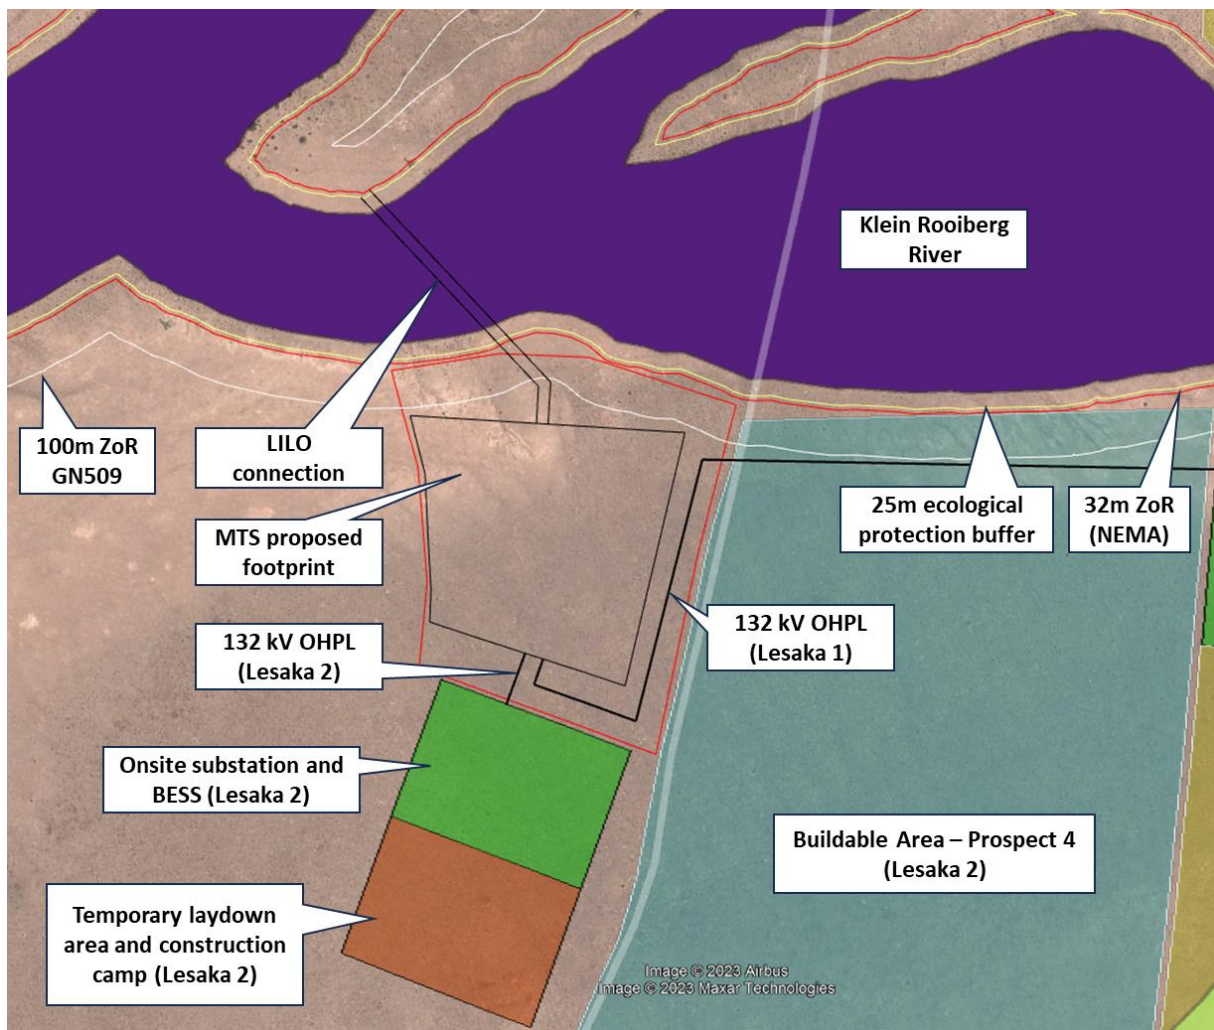 Klein Rooiberg
River
100m ZoR
GN509
LILO
connection
25m ecological
protection buffer
32m ZoR
(NEMA)
MTS proposed
footprint
132 kV OHPL
(Lesaka 2)
132 kV OHPL
(Lesaka 1)
Onsite substation and
BESS (Lesaka 2)
Buildable Area – Prospect 4
(Lesaka 2)
Temporary laydown
area and construction
camp (Lesaka 2)
Image © 2023 Airbus
Image © 2023 Maxar Technologies